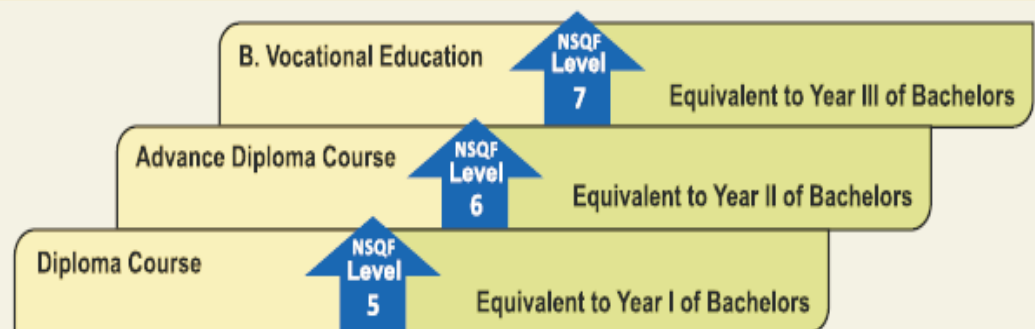 B. Vocational Education
NSQF
Level
7
Equivalent to Year III of Bachelors
Advance Diploma Course
NSQF
Level
6
Equivalent to Year II of Bachelors
Diploma Course
NSQF
Level
5
Equivalent to Year I of Bachelors